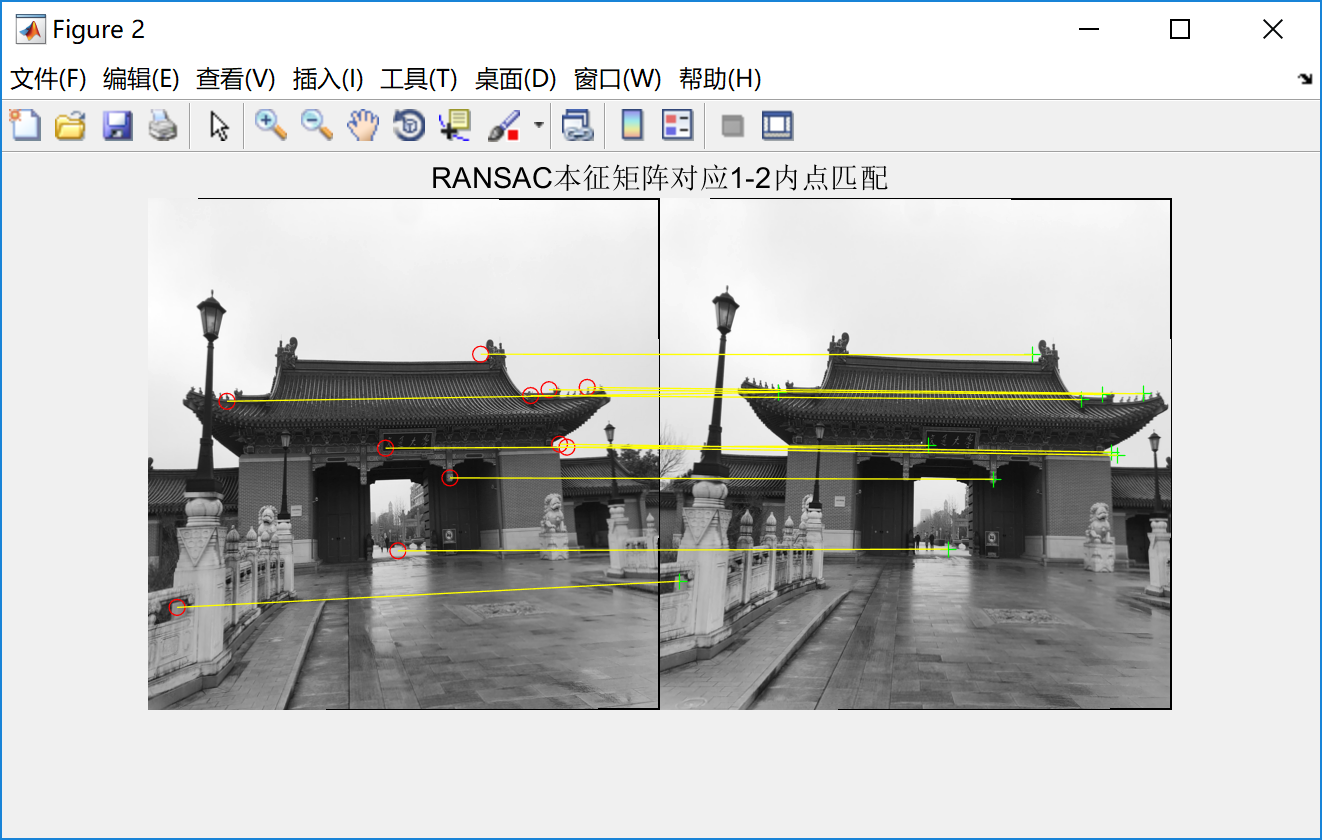 Figure 2
文件(F) 编辑(E) 查看(V) 插入(I) 工具(T) 桌面(D) 窗口(W) 帮助(H)
RANSAC本征矩阵对应1-2内点匹配